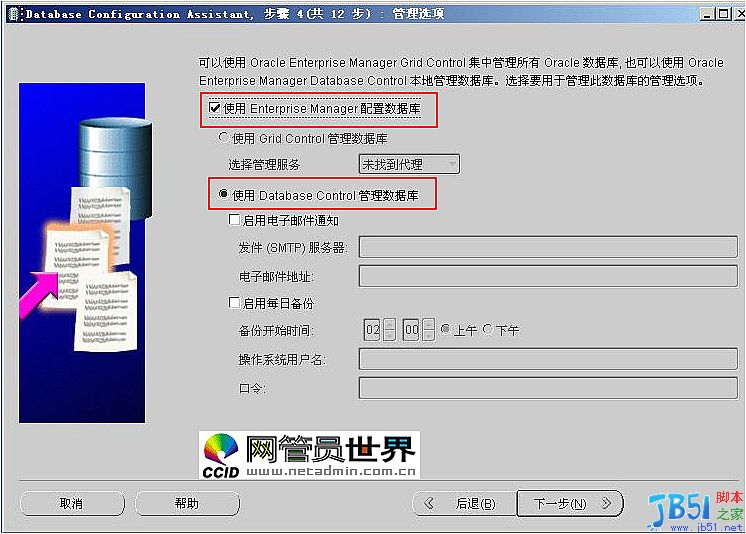 Database Configuration Assistant, 步骤 4(共 12 步) : 管理选项
可以使用 Oracle Enterprise Manager Grid Control 集中管理所有 Oracle 数据库, 也可以使用 Oracle
Enterprise Manager Database Control 本地管理数据库。选择要用于管理此数据库的管理选项。
使用 Enterprise Manager 配置数据库
使用 Grid Control 管理数据库
选择管理服务 未找到代理
使用 Database Control 管理数据库
启用电子邮件通知
发件 (SMTP) 服务器:
电子邮件地址:
启用每日备份
备份开始时间: 02 00 上午 下午
操作系统用户名:
口令:
CCID 网管员世界
www.netadmin.com.cn
取消 帮助 后退(B) 下一步(N)
JB51 脚本之家
www.jb51.net